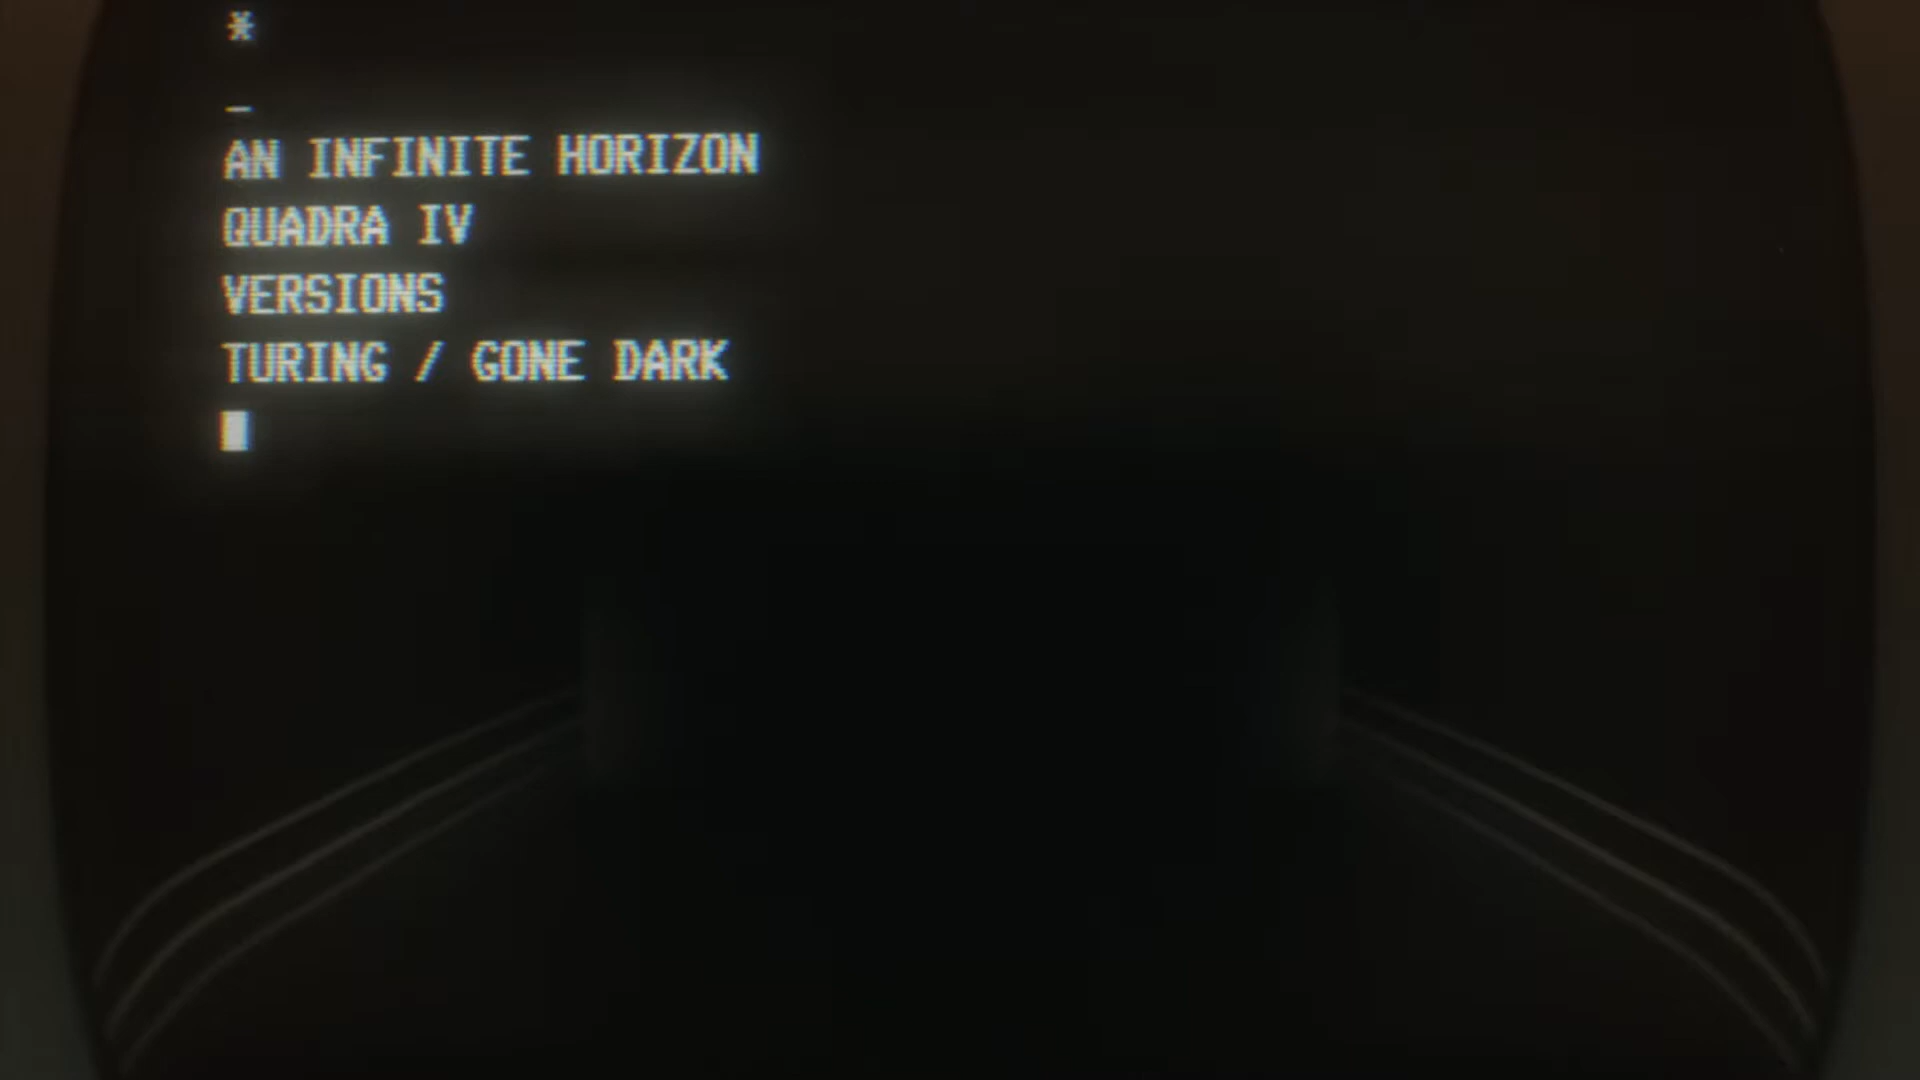 *
_
AN INFINITE HORIZON
QUADRA IV
VERSIONS
TURING / GONE DARK